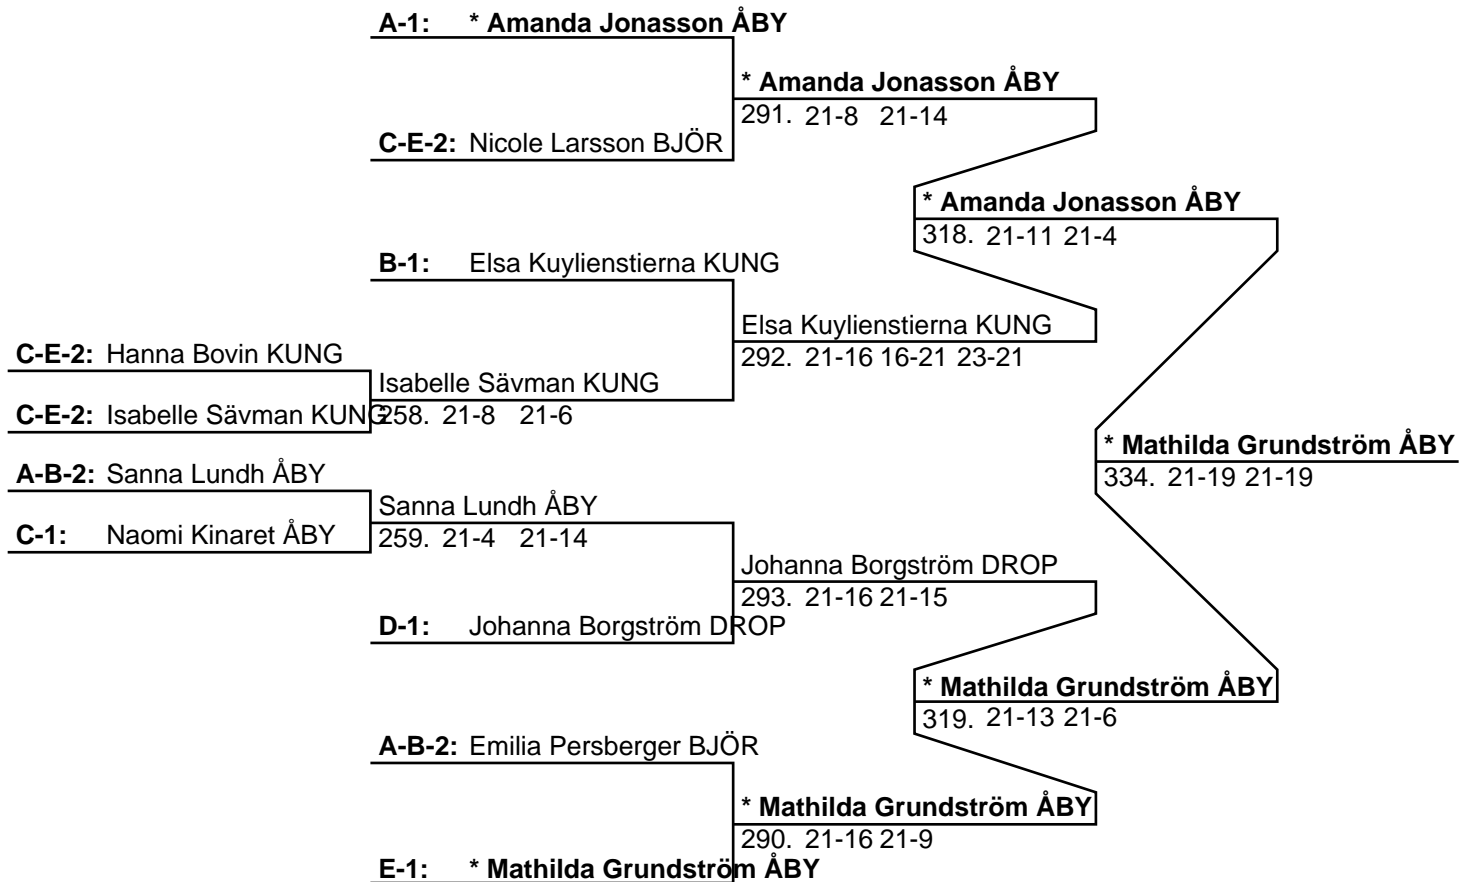 A-1: * Amanda Jonasson ÅBY
* Amanda Jonasson ÅBY
291. 21-8 21-14
C-E-2: Nicole Larsson BJÖR
* Amanda Jonasson ÅBY
318. 21-11 21-4
B-1: Elsa Kuylienstierna KUNG
Elsa Kuylienstierna KUNG
292. 21-16 16-21 23-21
C-E-2: Hanna Bovin KUNG
Isabelle Sävman KUNG
258. 21-8 21-6
C-E-2: Isabelle Sävman KUNG
* Mathilda Grundström ÅBY
334. 21-19 21-19
A-B-2: Sanna Lundh ÅBY
Sanna Lundh ÅBY
259. 21-4 21-14
C-1: Naomi Kinaret ÅBY
Johanna Borgström DROP
293. 21-16 21-15
D-1: Johanna Borgström DROP
* Mathilda Grundström ÅBY
319. 21-13 21-6
A-B-2: Emilia Persberger BJÖR
* Mathilda Grundström ÅBY
290. 21-16 21-9
E-1: * Mathilda Grundström ÅBY